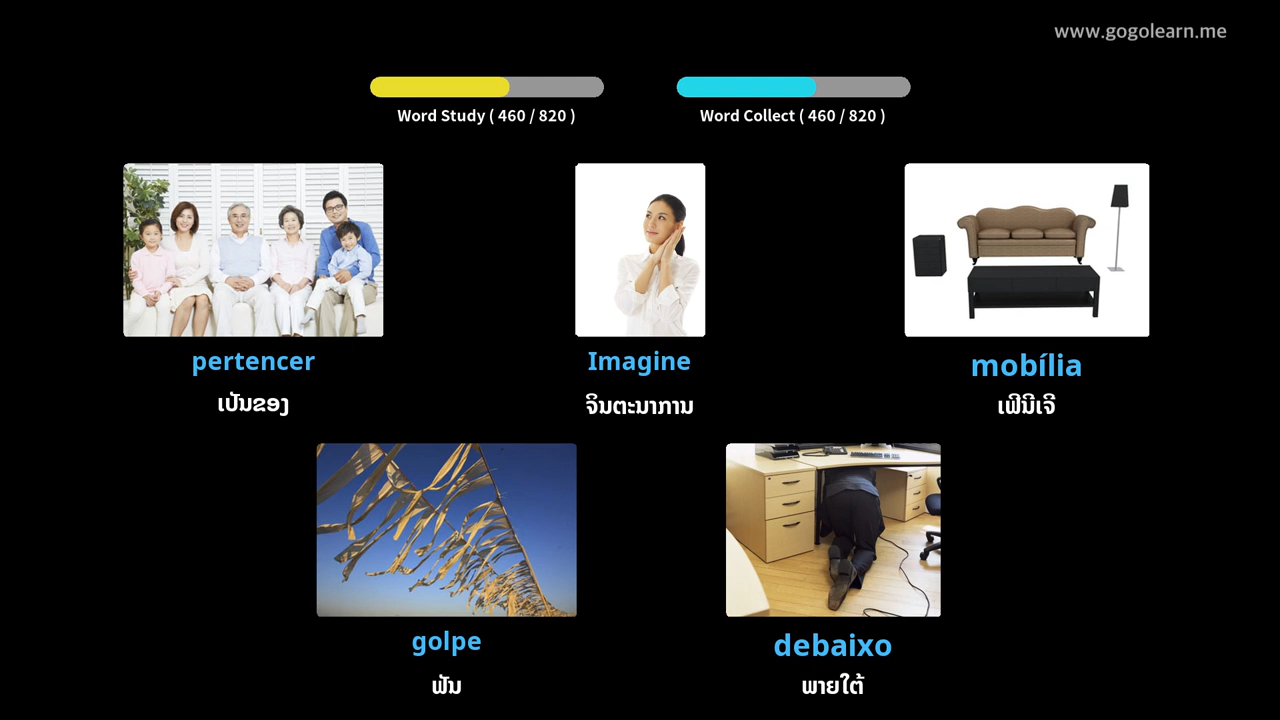 www.gogolearn.me
Word Study ( 460 / 820 )
Word Collect ( 460 / 820 )
pertencer
ເປັນຂອງ
Imagine
ຈິນຕະນາການ
mobília
ເຟີນີເຈີ
golpe
ຟັນ
debaixo
ພາຍໃຕ້